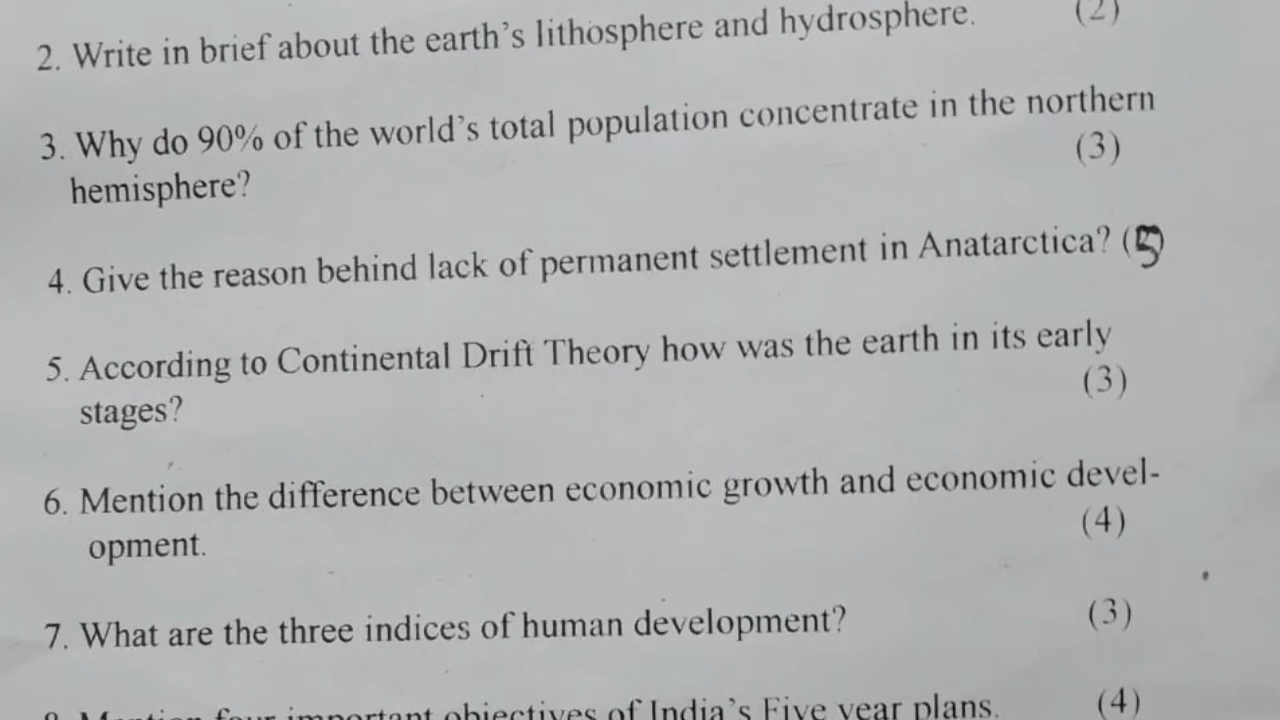 2. Write in brief about the earth's lithosphere and hydrosphere. (2)
3. Why do 90% of the world's total population concentrate in the northern
hemisphere? (3)
4. Give the reason behind lack of permanent settlement in Anatarctica? (5)
5. According to Continental Drift Theory how was the earth in its early
stages? (3)
6. Mention the difference between economic growth and economic devel-
opment. (4)
7. What are the three indices of human development? (3)
8. Mention four important objectives of India's Five year plans. (4)